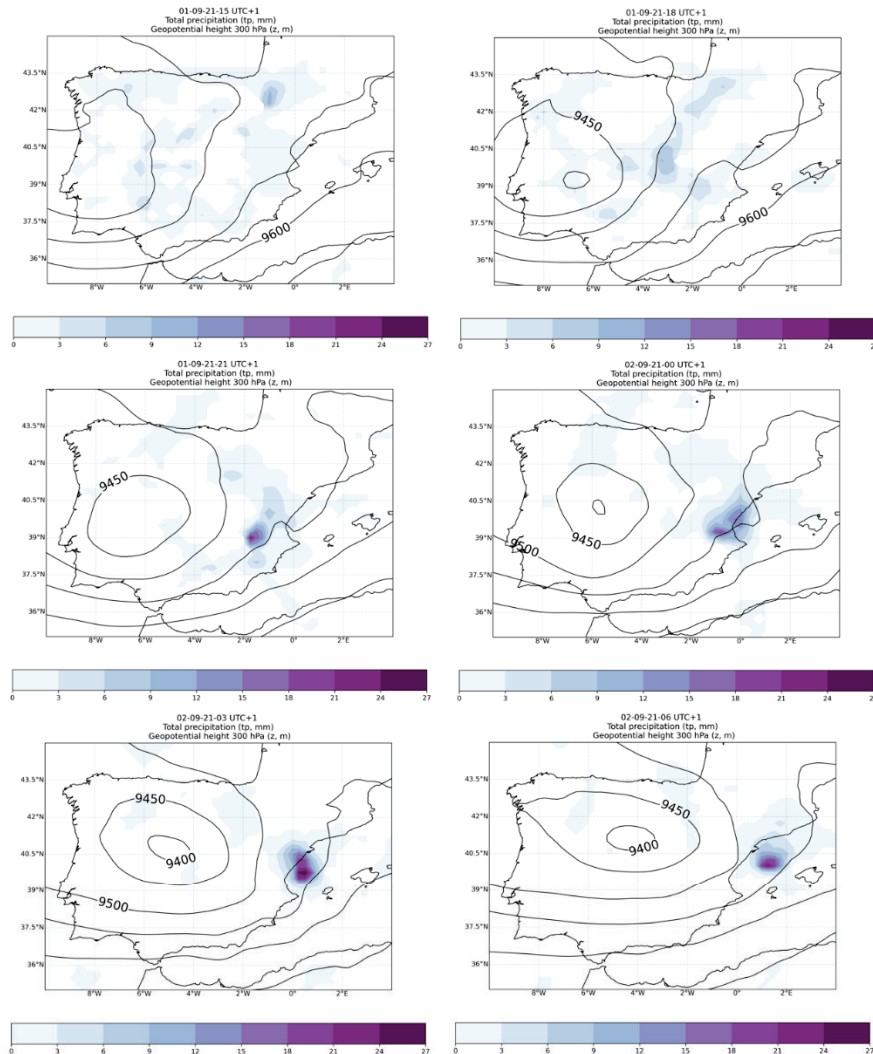 01-09-21-15 UTC+1
Total precipitation (tp, mm)
Geopotential height 300 hPa (z, m)
43.5°N
42°N
40.5°N
39°N
37.5°N
36°N
9600
8°W 6°W 4°W 2°W 0° 2°E
0 3 6 9 12 15 18 21 24 27
01-09-21-18 UTC+1
Total precipitation (tp, mm)
Geopotential height 300 hPa (z, m)
43.5°N
9450
42°N
40.5°N
39°N
37.5°N
9600
36°N
8°W 6°W 4°W 2°W 0° 2°E
0 3 6 9 12 15 18 21 24 27
01-09-21-21 UTC+1
Total precipitation (tp, mm)
Geopotential height 300 hPa (z, m)
43.5°N
42°N
9450
40.5°N
39°N
37.5°N
36°N
8°W 6°W 4°W 2°W 0° 2°E
0 3 6 9 12 15 18 21 24 27
02-09-21-00 UTC+1
Total precipitation (tp, mm)
Geopotential height 300 hPa (z, m)
43.5°N
42°N
40.5°N
9450
39°N
9500
37.5°N
36°N
8°W 6°W 4°W 2°W 0° 2°E
0 3 6 9 12 15 18 21 24 27
02-09-21-03 UTC+1
Total precipitation (tp, mm)
Geopotential height 300 hPa (z, m)
43.5°N
9450
42°N
9400
40.5°N
39°N
9500
37.5°N
36°N
8°W 6°W 4°W 2°W 0° 2°E
0 3 6 9 12 15 18 21 24 27
02-09-21-06 UTC+1
Total precipitation (tp, mm)
Geopotential height 300 hPa (z, m)
43.5°N
9450
42°N
9400
40.5°N
39°N
37.5°N
36°N
8°W 6°W 4°W 2°W 0° 2°E
0 3 6 9 12 15 18 21 24 27